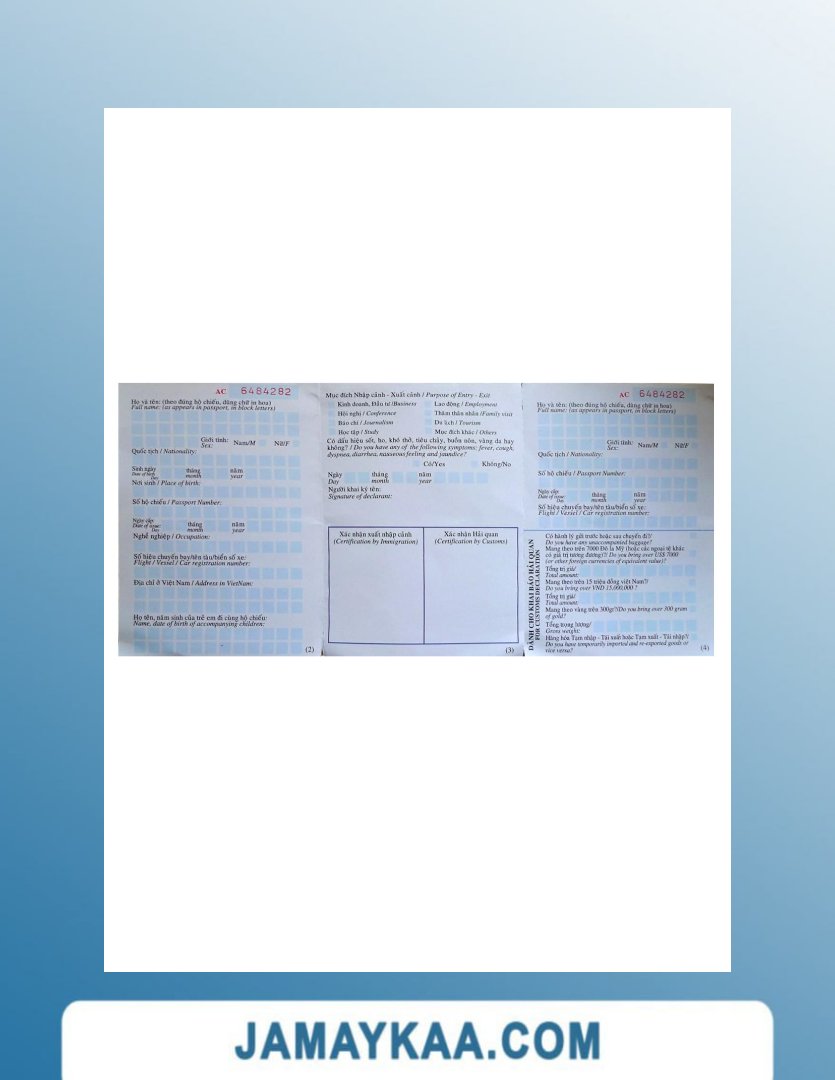 AC 6484282
Họ và tên: (theo đúng hộ chiếu, dùng chữ in hoa)
Full name: (as appears in passport, in block letters)
Giới tính: Nam/M Nữ/F
Sex:
Quốc tịch / Nationality:
Sinh ngày tháng năm
Date of birth: month year
Day
Nơi sinh / Place of birth:
Số hộ chiếu / Passport Number:
Ngày cấp: tháng năm
Date of issue: month year
Day
Nghề nghiệp / Occupation:
Số hiệu chuyến bay/tên tàu/biển số xe:
Flight / Vessel / Car registration number:
Địa chỉ ở Việt Nam / Address in VietNam:
Họ tên, năm sinh của trẻ em đi cùng hộ chiếu:
Name, date of birth of accompanying children:
(2)
Mục đích Nhập cảnh - Xuất cảnh / Purpose of Entry - Exit
Kinh doanh, Đầu tư /Business Lao động / Employment
Hội nghị / Conference Thăm thân nhân /Family visit
Báo chí / Journalism Du lịch / Tourism
Học tập / Study Mục đích khác / Others
Có dấu hiệu sốt, ho, khó thở, tiêu chảy, buồn nôn, vàng da hay
không? / Do you have any of the following symptoms: fever, cough,
dyspnea, diarrhea, nauseous feeling and jaundice?
Có/Yes Không/No
Ngày tháng năm
Day month year
Người khai ký tên:
Signature of declarant:
Xác nhận xuất nhập cảnh
(Certification by Immigration)
Xác nhận Hải quan
(Certification by Customs)
(3)
AC 6484282
Họ và tên: (theo đúng hộ chiếu, dùng chữ in hoa)
Full name: (as appears in passport, in block letters)
Giới tính: Nam/M Nữ/F
Sex:
Quốc tịch / Nationality:
Số hộ chiếu / Passport Number:
Ngày cấp: tháng năm
Date of issue: month year
Day
Số hiệu chuyến bay/tên tàu/biển số xe:
Flight / Vessel / Car registration number:
DÀNH CHO KHAI BÁO HẢI QUAN
FOR CUSTOMS DECLARATION
Có hành lý gửi trước hoặc sau chuyến đi?/
Do you have any unaccompanied baggage?
Mang theo trên 7000 Đô la Mỹ (hoặc các ngoại tệ khác
có giá trị tương đương)?/ Do you bring over US$ 7000
(or other foreign currencies of equivalent value)?
Tổng trị giá/
Total amount:
Mang theo trên 15 triệu đồng việt Nam?/
Do you bring over VND 15,000,000 ?
Tổng trị giá/
Total amount:
Mang theo vàng trên 300gr?/Do you bring over 300 gram
of gold?
Tổng trọng lượng/
Gross weight:
Hàng hóa Tạm nhập - Tái xuất hoặc Tạm xuất - Tái nhập?/
Do you have temporarily imported and re-exported goods or
vice versa?
(4)
JAMAYKAA.COM